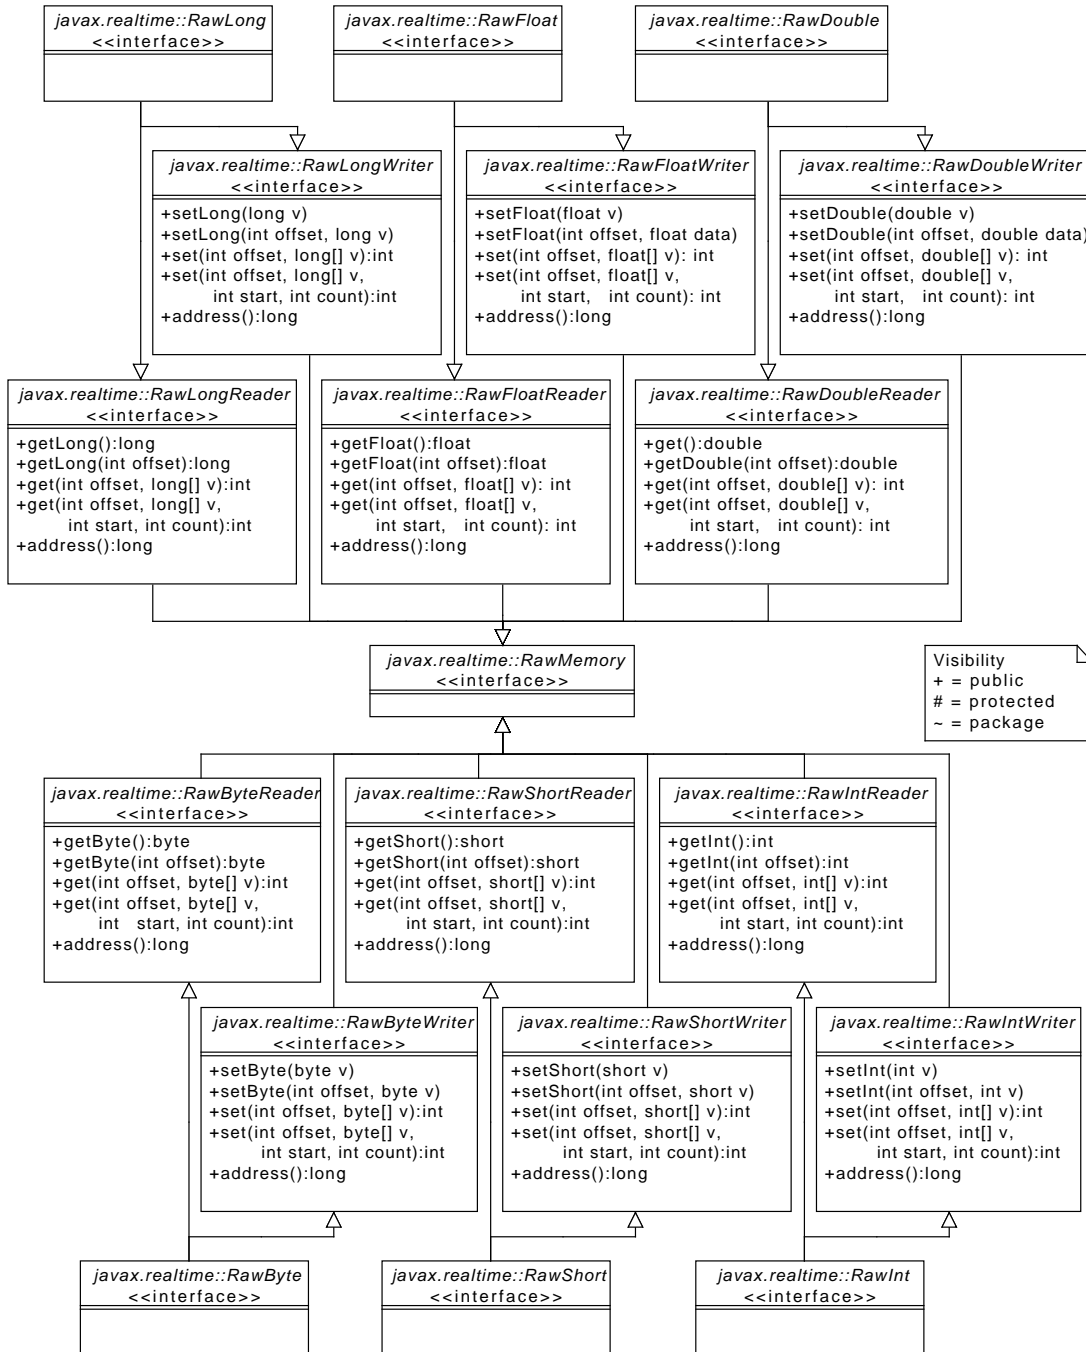 javax.realtime::RawLong
<<interface>>
javax.realtime::RawFloat
<<interface>>
javax.realtime::RawDouble
<<interface>>
javax.realtime::RawLongWriter
<<interface>>
+setLong(long v)
+setLong(int offset, long v)
+set(int offset, long[] v):int
+set(int offset, long[] v,
int start, int count):int
+address():long
javax.realtime::RawFloatWriter
<<interface>>
+setFloat(float v)
+setFloat(int offset, float data)
+set(int offset, float[] v): int
+set(int offset, float[] v,
int start, int count): int
+address():long
javax.realtime::RawDoubleWriter
<<interface>>
+setDouble(double v)
+setDouble(int offset, double data)
+set(int offset, double[] v): int
+set(int offset, double[] v,
int start, int count): int
+address():long
javax.realtime::RawLongReader
<<interface>>
+getLong():long
+getLong(int offset):long
+get(int offset, long[] v):int
+get(int offset, long[] v,
int start, int count):int
+address():long
javax.realtime::RawFloatReader
<<interface>>
+getFloat():float
+getFloat(int offset):float
+get(int offset, float[] v): int
+get(int offset, float[] v,
int start, int count): int
+address():long
javax.realtime::RawDoubleReader
<<interface>>
+get():double
+getDouble(int offset):double
+get(int offset, double[] v): int
+get(int offset, double[] v,
int start, int count): int
+address():long
javax.realtime::RawMemory
<<interface>>
Visibility
+ = public
# = protected
~ = package
javax.realtime::RawByteReader
<<interface>>
+getByte():byte
+getByte(int offset):byte
+get(int offset, byte[] v):int
+get(int offset, byte[] v,
int start, int count):int
+address():long
javax.realtime::RawShortReader
<<interface>>
+getShort():short
+getShort(int offset):short
+get(int offset, short[] v):int
+get(int offset, short[] v,
int start, int count):int
+address():long
javax.realtime::RawIntReader
<<interface>>
+getInt():int
+getInt(int offset):int
+get(int offset, int[] v):int
+get(int offset, int[] v,
int start, int count):int
+address():long
javax.realtime::RawByteWriter
<<interface>>
+setByte(byte v)
+setByte(int offset, byte v)
+set(int offset, byte[] v):int
+set(int offset, byte[] v,
int start, int count):int
+address():long
javax.realtime::RawShortWriter
<<interface>>
+setShort(short v)
+setShort(int offset, short v)
+set(int offset, short[] v):int
+set(int offset, short[] v,
int start, int count):int
+address():long
javax.realtime::RawIntWriter
<<interface>>
+setInt(int v)
+setInt(int offset, int v)
+set(int offset, int[] v):int
+set(int offset, int[] v,
int start, int count):int
+address():long
javax.realtime::RawByte
<<interface>>
javax.realtime::RawShort
<<interface>>
javax.realtime::RawInt
<<interface>>